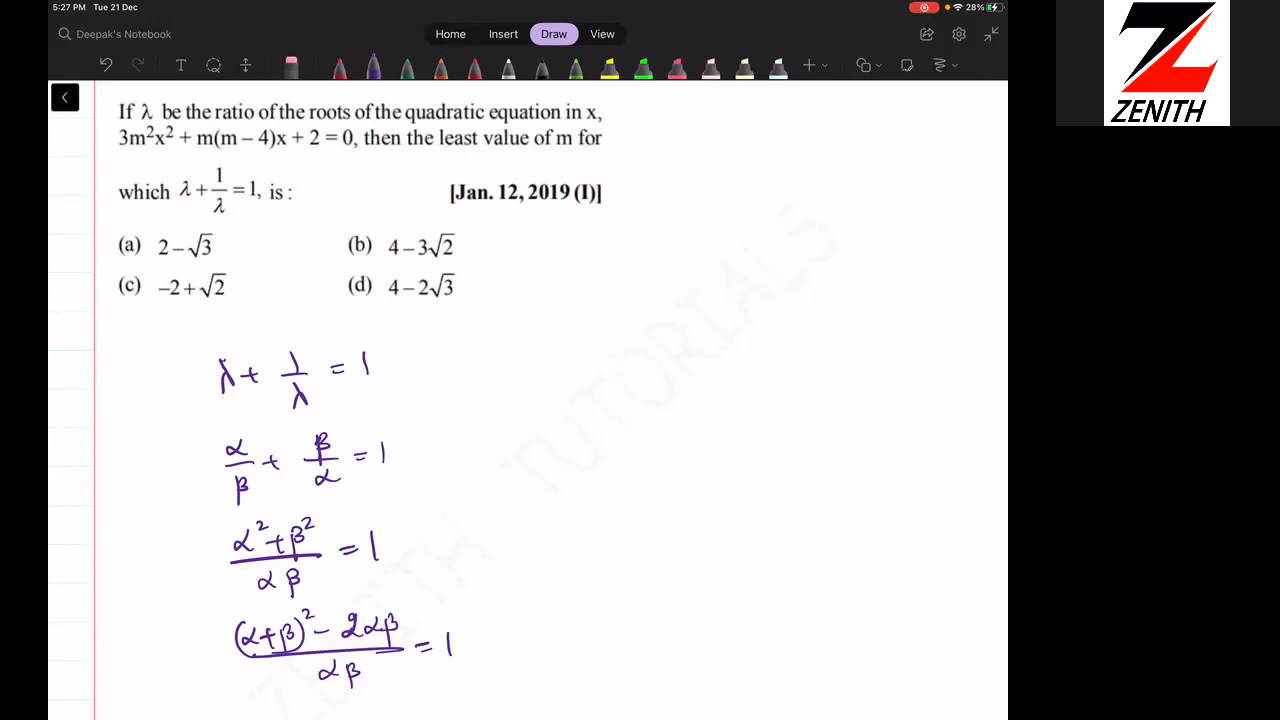 5:27 PM Tue 21 Dec
28%
Deepak's Notebook
Home Insert Draw View
ZENITH
If λ be the ratio of the roots of the quadratic equation in x,
3m²x² + m(m – 4)x + 2 = 0, then the least value of m for
which λ + 1/λ = 1, is : [Jan. 12, 2019 (I)]
(a) 2 – √3 (b) 4 – 3√2
(c) –2 + √2 (d) 4 – 2√3
λ + 1/λ = 1
α/β + β/α = 1
α² + β² / αβ = 1
(α+β)² – 2αβ / αβ = 1
ZENITH TUTORIALS